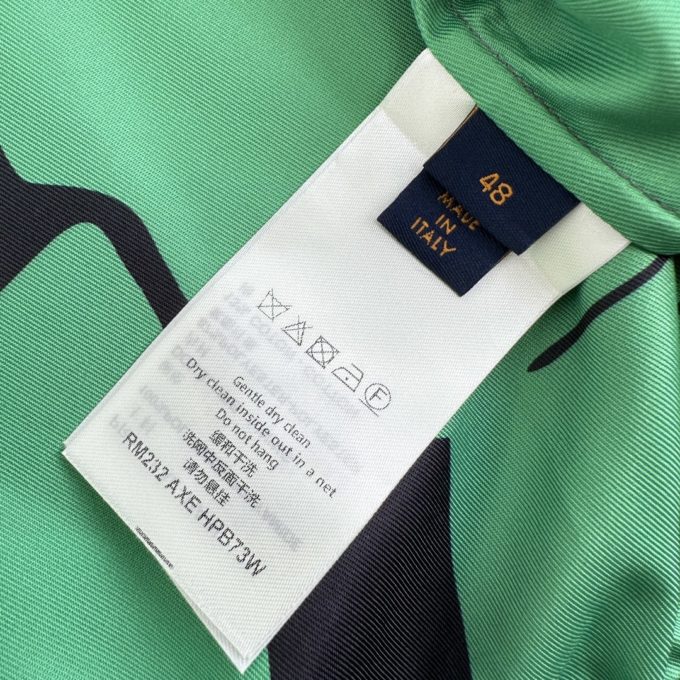 48
MADE
IN
ITALY
Gentle dry clean
Dry clean inside out in a net
Do not hang
缓和干洗
洗网中反面干洗
请勿悬挂
RM232 AXE HPB73W
F